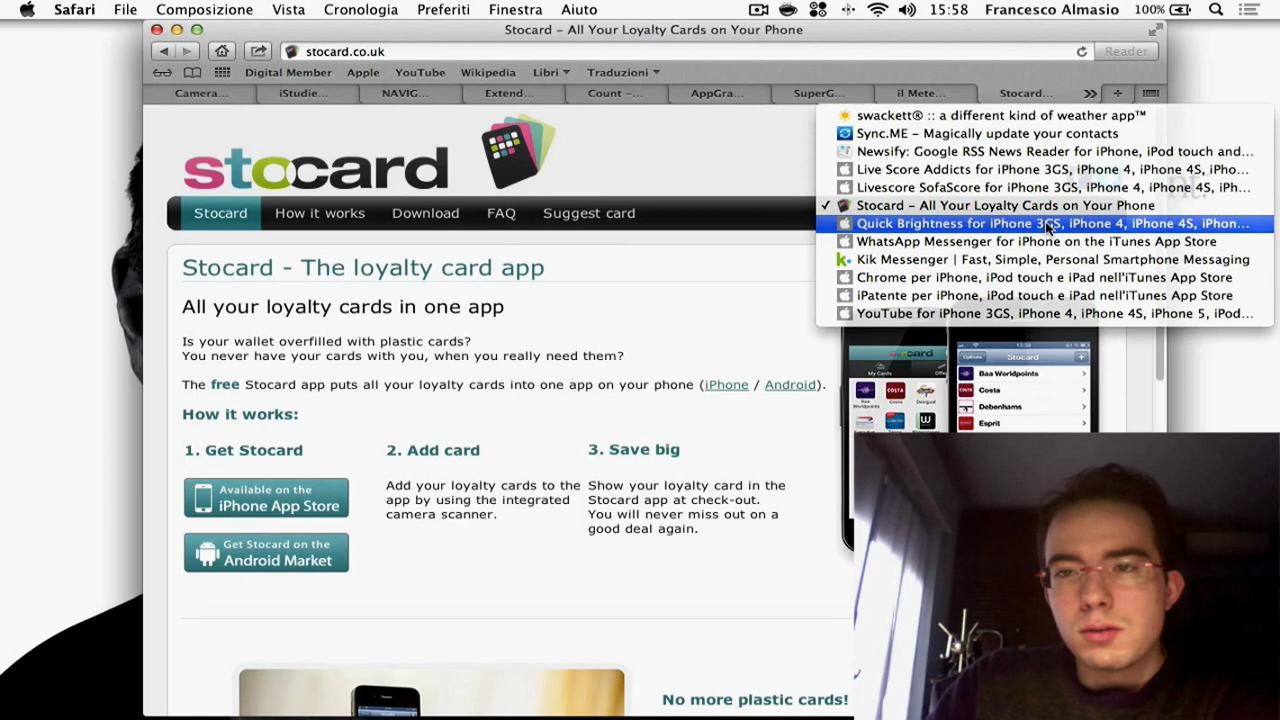 Safari File Composizione Vista Cronologia Preferiti Finestra Aiuto 15:58 Francesco Almasio 100%
Stocard – All Your Loyalty Cards on Your Phone
stocard.co.uk Reader
Digital Member Apple YouTube Wikipedia Libri Traduzioni
Camera... iStudie... NAVIG... Extend... Count –... AppGra... SuperG... il Mete... Stocard...
swackett® :: a different kind of weather app™
Sync.ME – Magically update your contacts
Newsify: Google RSS News Reader for iPhone, iPod touch and...
Live Score Addicts for iPhone 3GS, iPhone 4, iPhone 4S, iPho...
Livescore SofaScore for iPhone 3GS, iPhone 4, iPhone 4S, iPh...
Stocard – All Your Loyalty Cards on Your Phone
Quick Brightness for iPhone 3GS, iPhone 4, iPhone 4S, iPhon...
WhatsApp Messenger for iPhone on the iTunes App Store
Kik Messenger | Fast, Simple, Personal Smartphone Messaging
Chrome per iPhone, iPod touch e iPad nell'iTunes App Store
iPatente per iPhone, iPod touch e iPad nell'iTunes App Store
YouTube for iPhone 3GS, iPhone 4, iPhone 4S, iPhone 5, iPod...
stocard
Stocard How it works Download FAQ Suggest card
Stocard - The loyalty card app
All your loyalty cards in one app
Is your wallet overfilled with plastic cards?
You never have your cards with you, when you really need them?
The free Stocard app puts all your loyalty cards into one app on your phone (iPhone / Android).
How it works:
1. Get Stocard
Available on the
iPhone App Store
Get Stocard on the
Android Market
2. Add card
Add your loyalty cards to the
app by using the integrated
camera scanner.
3. Save big
Show your loyalty card in the
Stocard app at check-out.
You will never miss out on a
good deal again.
stocard
My Cards
Options Stocard +
Baa Worldpoints
Costa
Debenhams
Esprit
No more plastic cards!